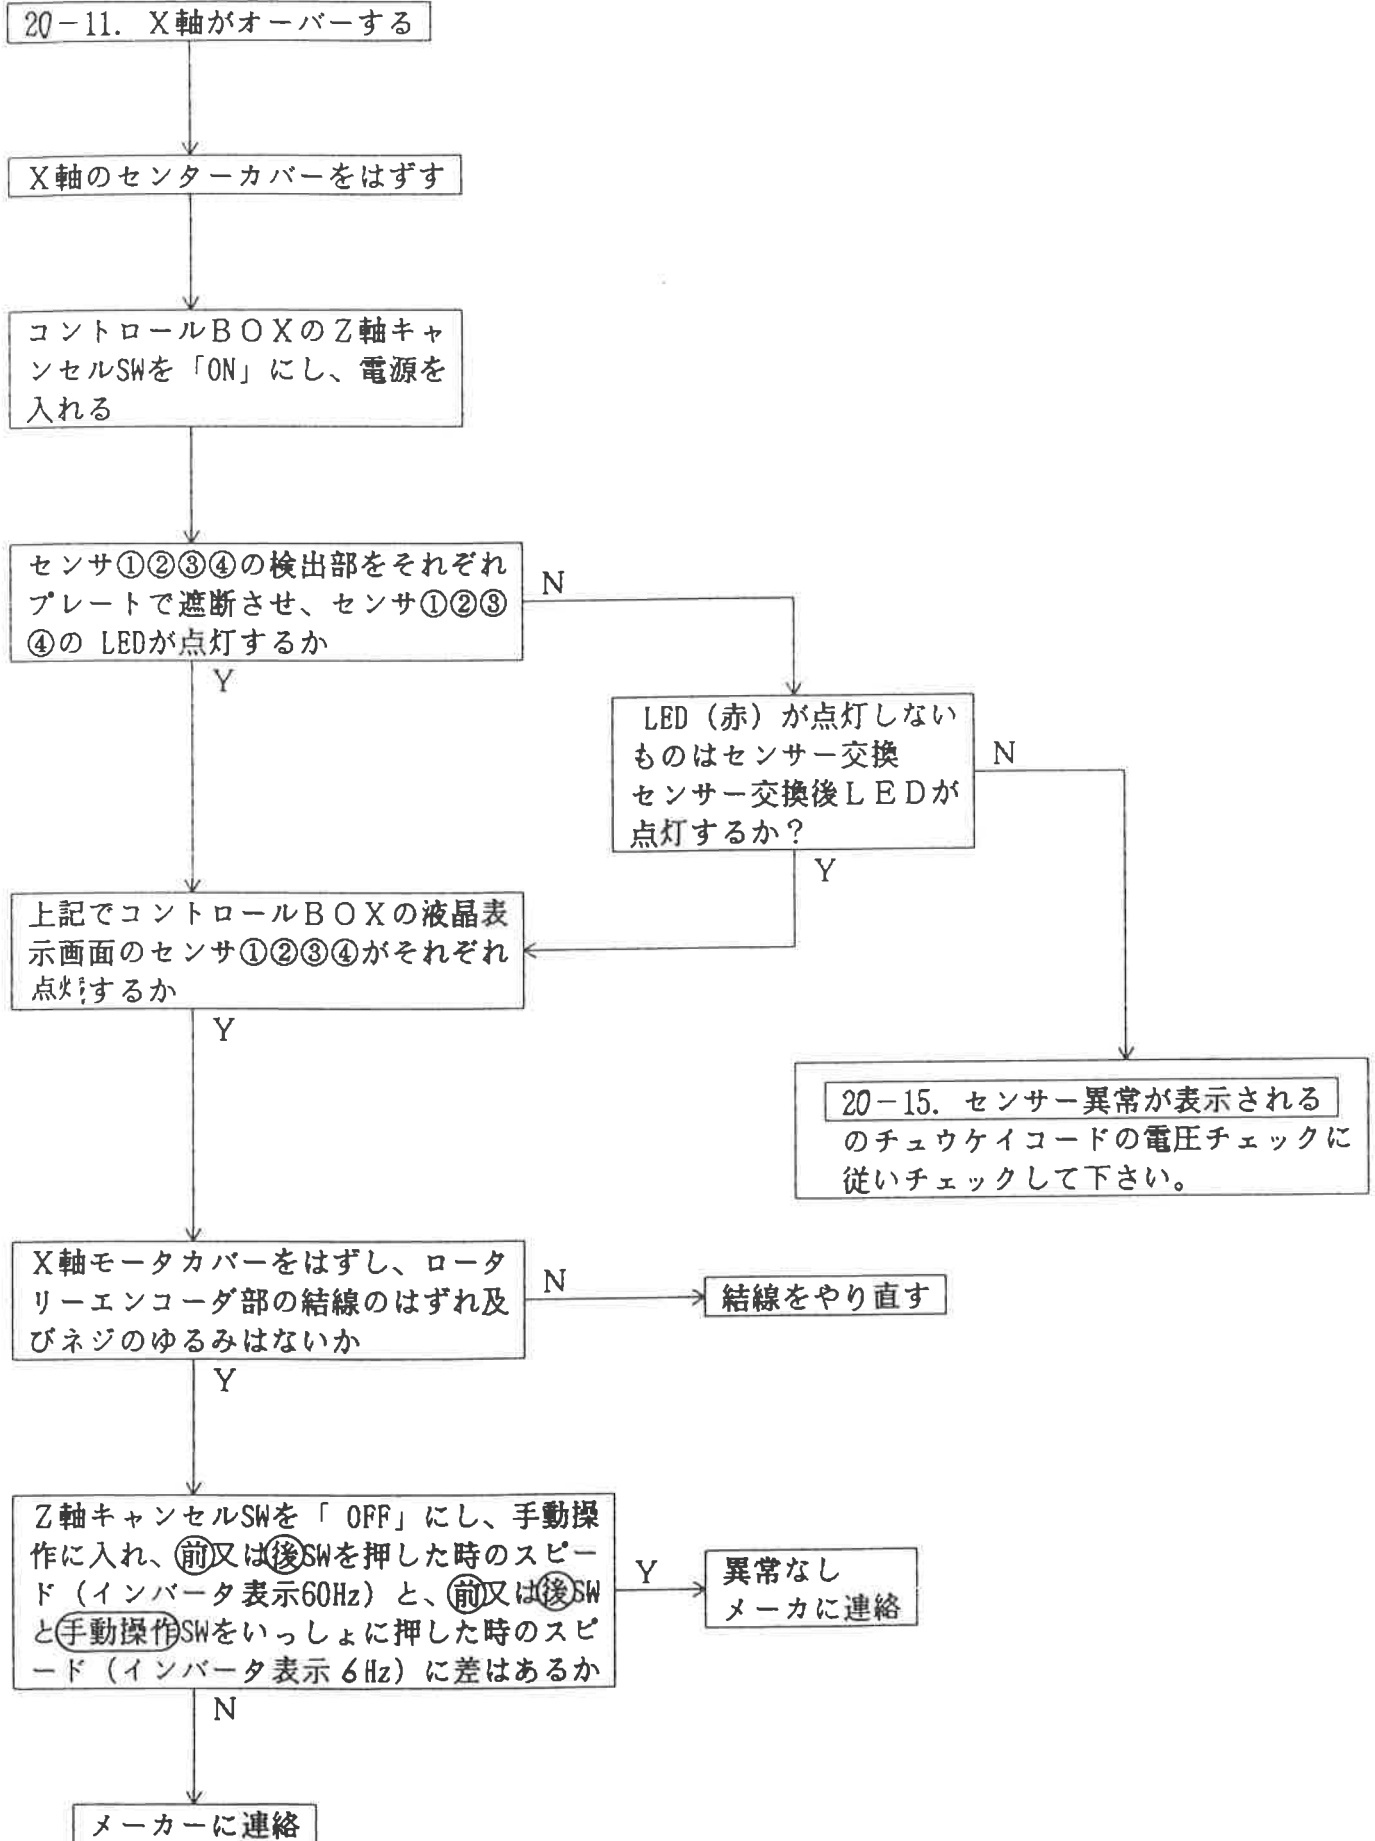 20-11. X軸がオーバーする
X軸のセンターカバーをはずす
コントロールBOXのZ軸キャ
ンセルSWを「ON」にし、電源を
入れる
センサ①②③④の検出部をそれぞれ
プレートで遮断させ、センサ①②③
④の LEDが点灯するか
N
Y
LED(赤)が点灯しない
ものはセンサー交換
センサー交換後LEDが
点灯するか?
N
Y
上記でコントロールBOXの液晶表
示画面のセンサ①②③④がそれぞれ
点灯するか
Y
20-15. センサー異常が表示される
のチュウケイコードの電圧チェックに
従いチェックして下さい。
X軸モータカバーをはずし、ロータ
リーエンコーダ部の結線のはずれ及
びネジのゆるみはないか
N
結線をやり直す
Y
Z軸キャンセルSWを「 OFF」にし、手動操
作に入れ、前又は後SWを押した時のスピー
ド(インバータ表示60Hz)と、前又は後SW
と手動操作SWをいっしょに押した時のスピ
ード(インバータ表示6Hz)に差はあるか
Y
異常なし
メーカに連絡
N
メーカーに連絡